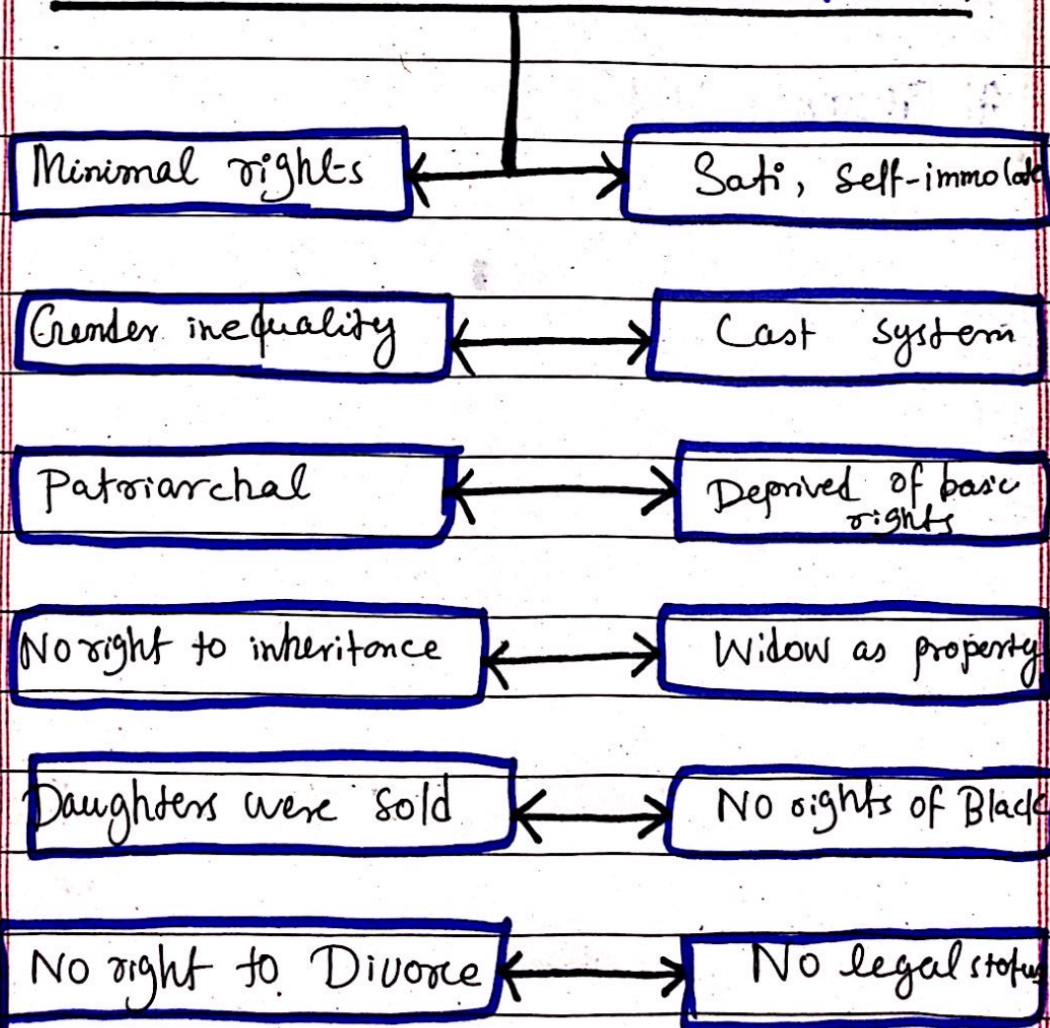 Minimal rights
Sati, Self-immolate
Gender inequality
Cast system
Patriarchal
Deprived of basic
rights
No right to inheritance
Widow as property
Daughters were sold
No rights of Black
No right to Divorce
No legal status